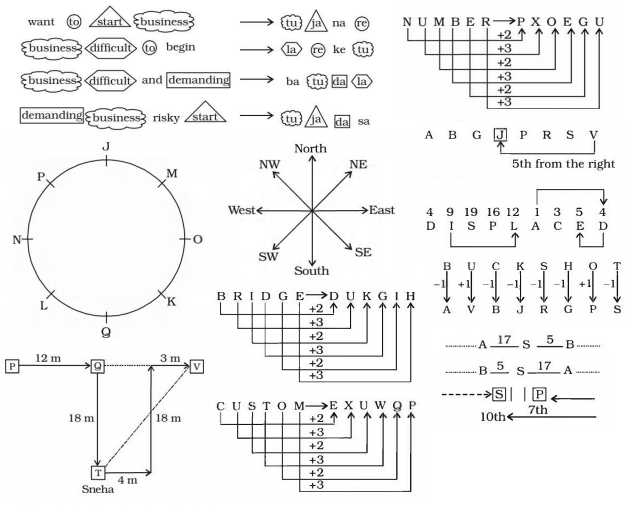 want to start business → tu ja na re
business difficult to begin → la re ke tu
business difficult and demanding → ba tu da la
demanding business risky start → tu ja da sa
J
P M
N O
L K
Q
North
NW NE
West East
SW SE
South
P 12 m Q 3 m V
18 m 18 m
T 4 m
Sneha
B R I D G E → D U K G I H
+2
+3
+2
+3
+2
+3
C U S T O M → E X U W Q P
+2
+3
+2
+3
+2
+3
N U M B E R → P X O E G U
+2
+3
+2
+3
+2
+3
A B G J P R S V
5th from the right
4 9 19 16 12 1 3 5 4
D I S P L A C E D
B U C K S H O T
−1 +1 −1 −1 −1 −1 +1 −1
A V B J R G P S
A 17 S 5 B
B 5 S 17 A
S | | P
7th
10th